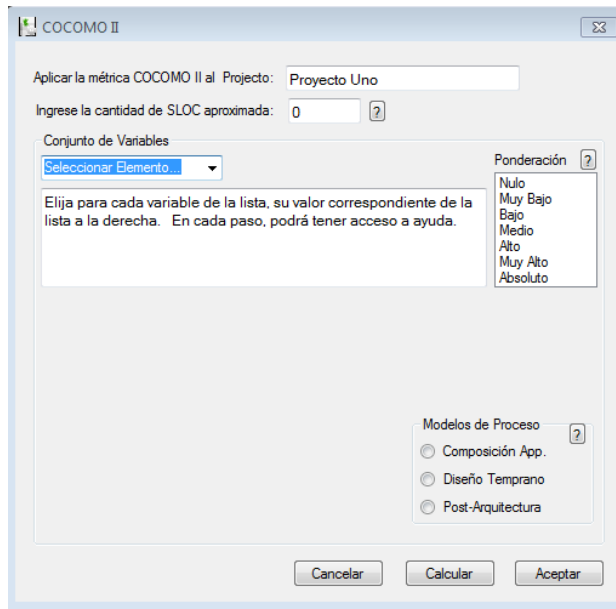 COCOMO II
Aplicar la métrica COCOMO II al Projecto: Proyecto Uno
Ingrese la cantidad de SLOC aproximada: 0 ?
Conjunto de Variables
Seleccionar Elemento...
Ponderación ?
Elija para cada variable de la lista, su valor correspondiente de la
lista a la derecha. En cada paso, podrá tener acceso a ayuda.
Nulo
Muy Bajo
Bajo
Medio
Alto
Muy Alto
Absoluto
Modelos de Proceso ?
Composición App.
Diseño Temprano
Post-Arquitectura
Cancelar Calcular Aceptar